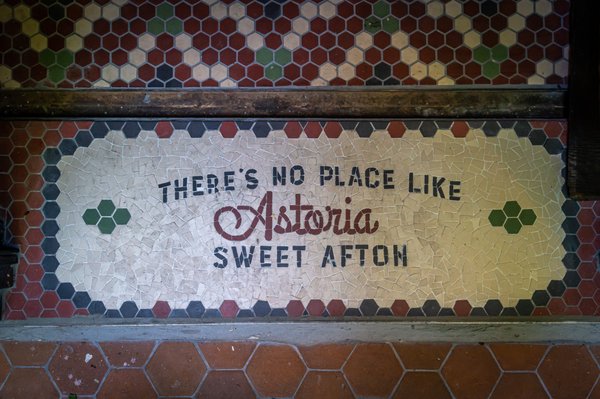 THERE'S NO PLACE LIKE
Astoria
SWEET AFTON